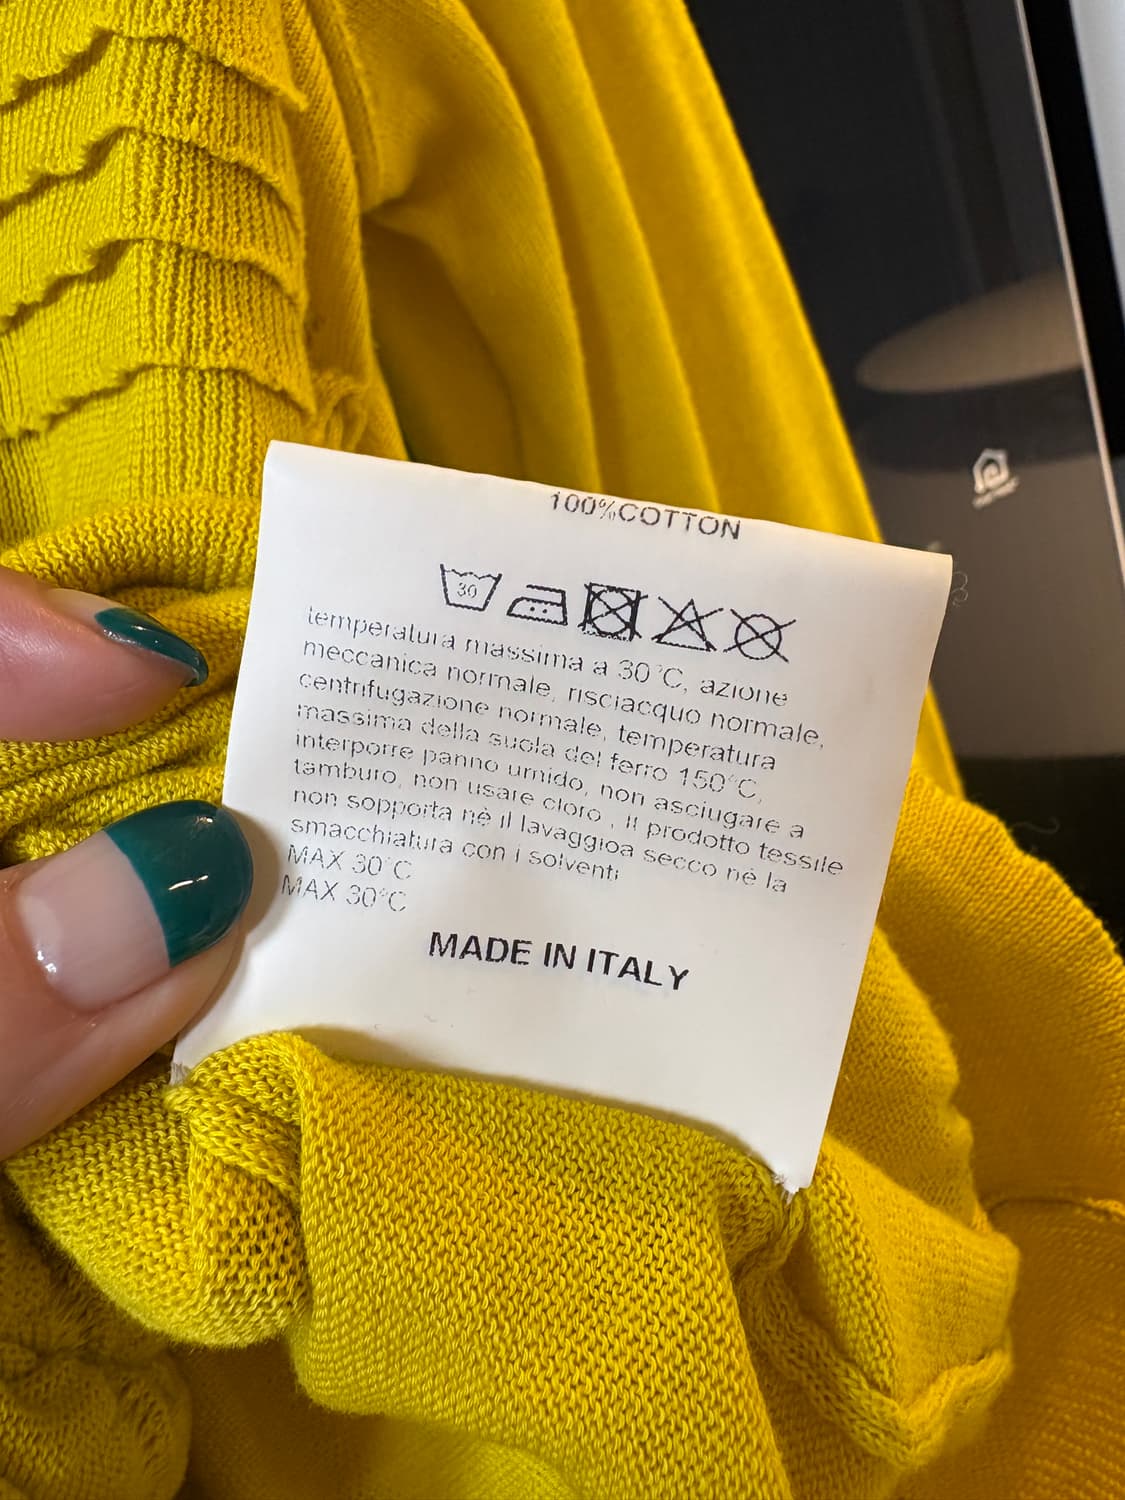 100%COTTON
30
temperatura massima a 30°C, azione
meccanica normale, risciacquo normale,
centrifugazione normale, temperatura
massima della suola del ferro 150°C,
interporre panno umido, non asciugare a
tamburo, non usare cloro , il prodotto tessile
non sopporta nè il lavaggioa secco nè la
smacchiatura con i solventi
MAX 30°C
MAX 30°C
MADE IN ITALY